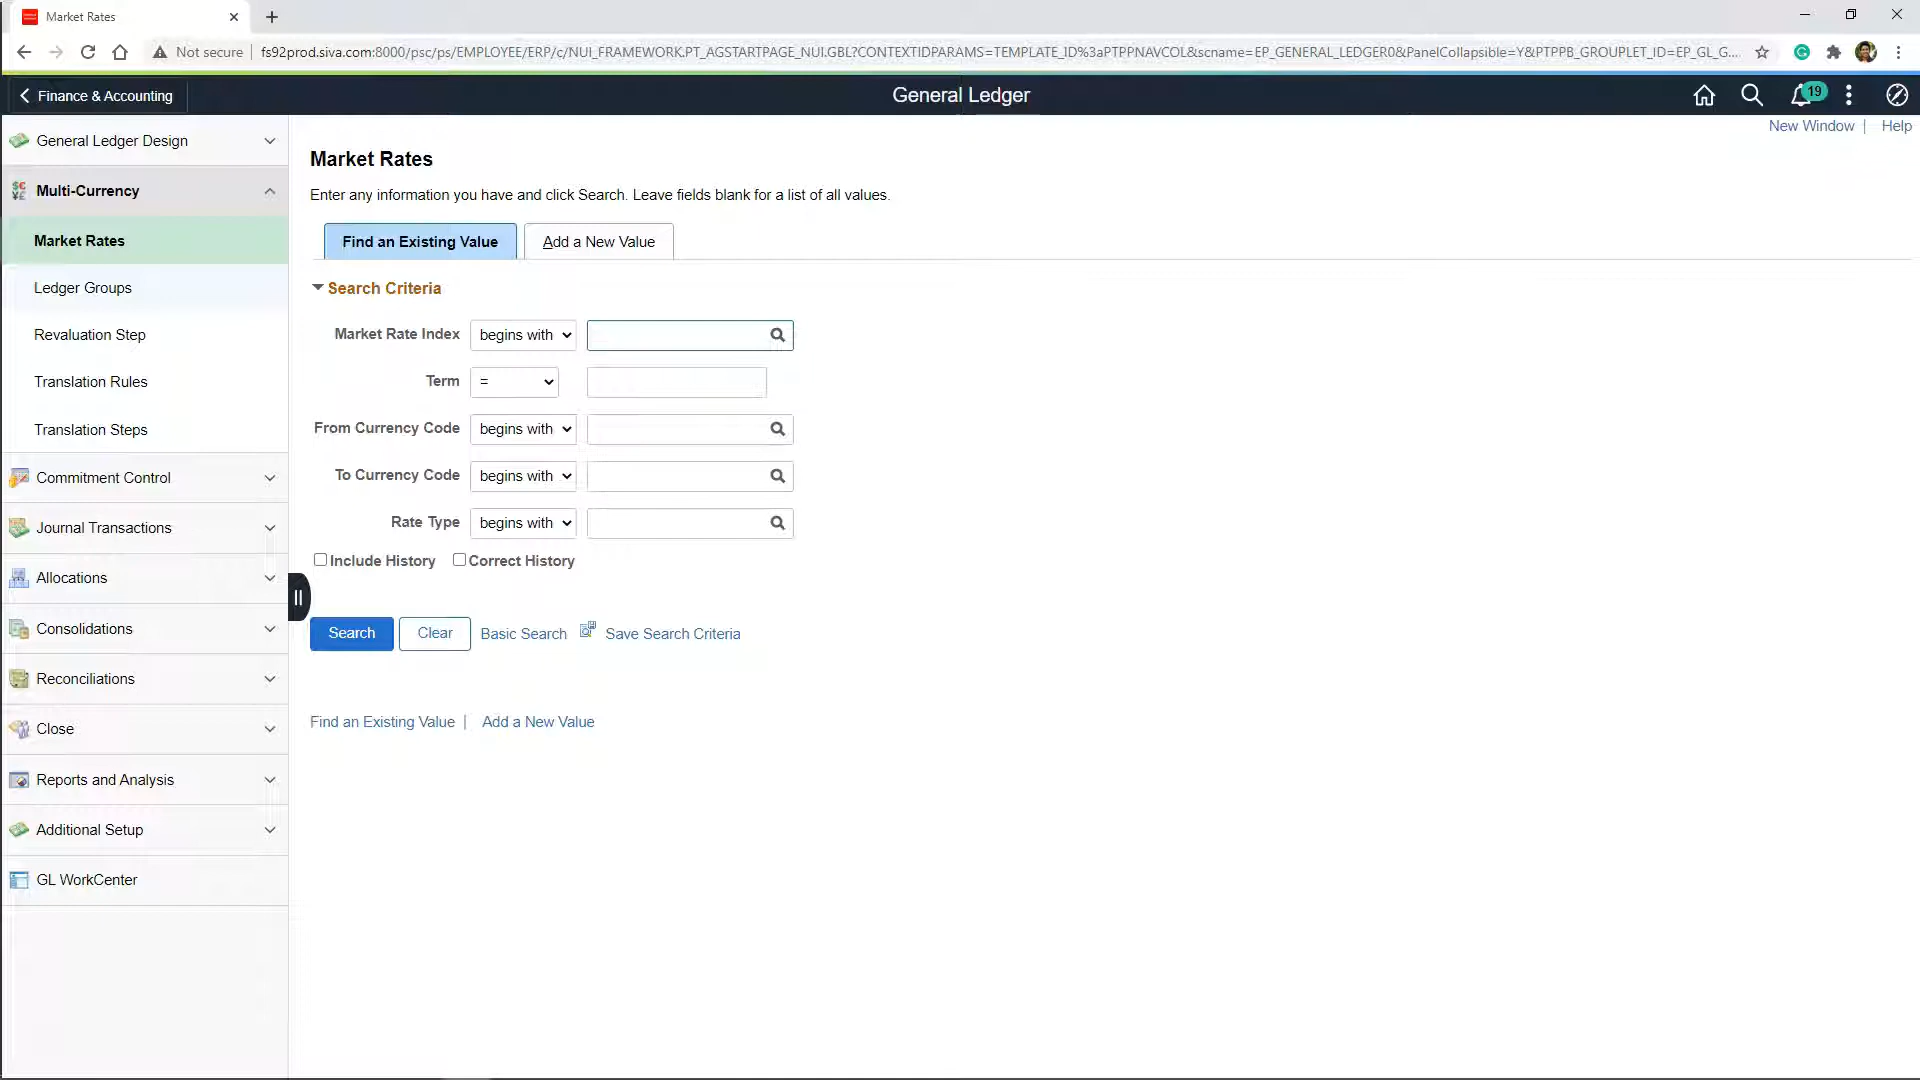 Market Rates
Not secure
fs92prod.siva.com:8000/psc/ps/EMPLOYEE/ERP/c/NUI_FRAMEWORK.PT_AGSTARTPAGE_NUI.GBL?CONTEXTIDPARAMS=TEMPLATE_ID%3aPTPPNAVCOL&scname=EP_GENERAL_LEDGER0&PanelCollapsible=Y&PTPPB_GROUPLET_ID=EP_GL_G...
Finance & Accounting
General Ledger
19
New Window | Help
General Ledger Design
Multi-Currency
Market Rates
Ledger Groups
Revaluation Step
Translation Rules
Translation Steps
Commitment Control
Journal Transactions
Allocations
Consolidations
Reconciliations
Close
Reports and Analysis
Additional Setup
GL WorkCenter
Market Rates
Enter any information you have and click Search. Leave fields blank for a list of all values.
Find an Existing Value
Add a New Value
Search Criteria
Market Rate Index begins with
Term =
From Currency Code begins with
To Currency Code begins with
Rate Type begins with
Include History Correct History
Search Clear Basic Search Save Search Criteria
Find an Existing Value | Add a New Value